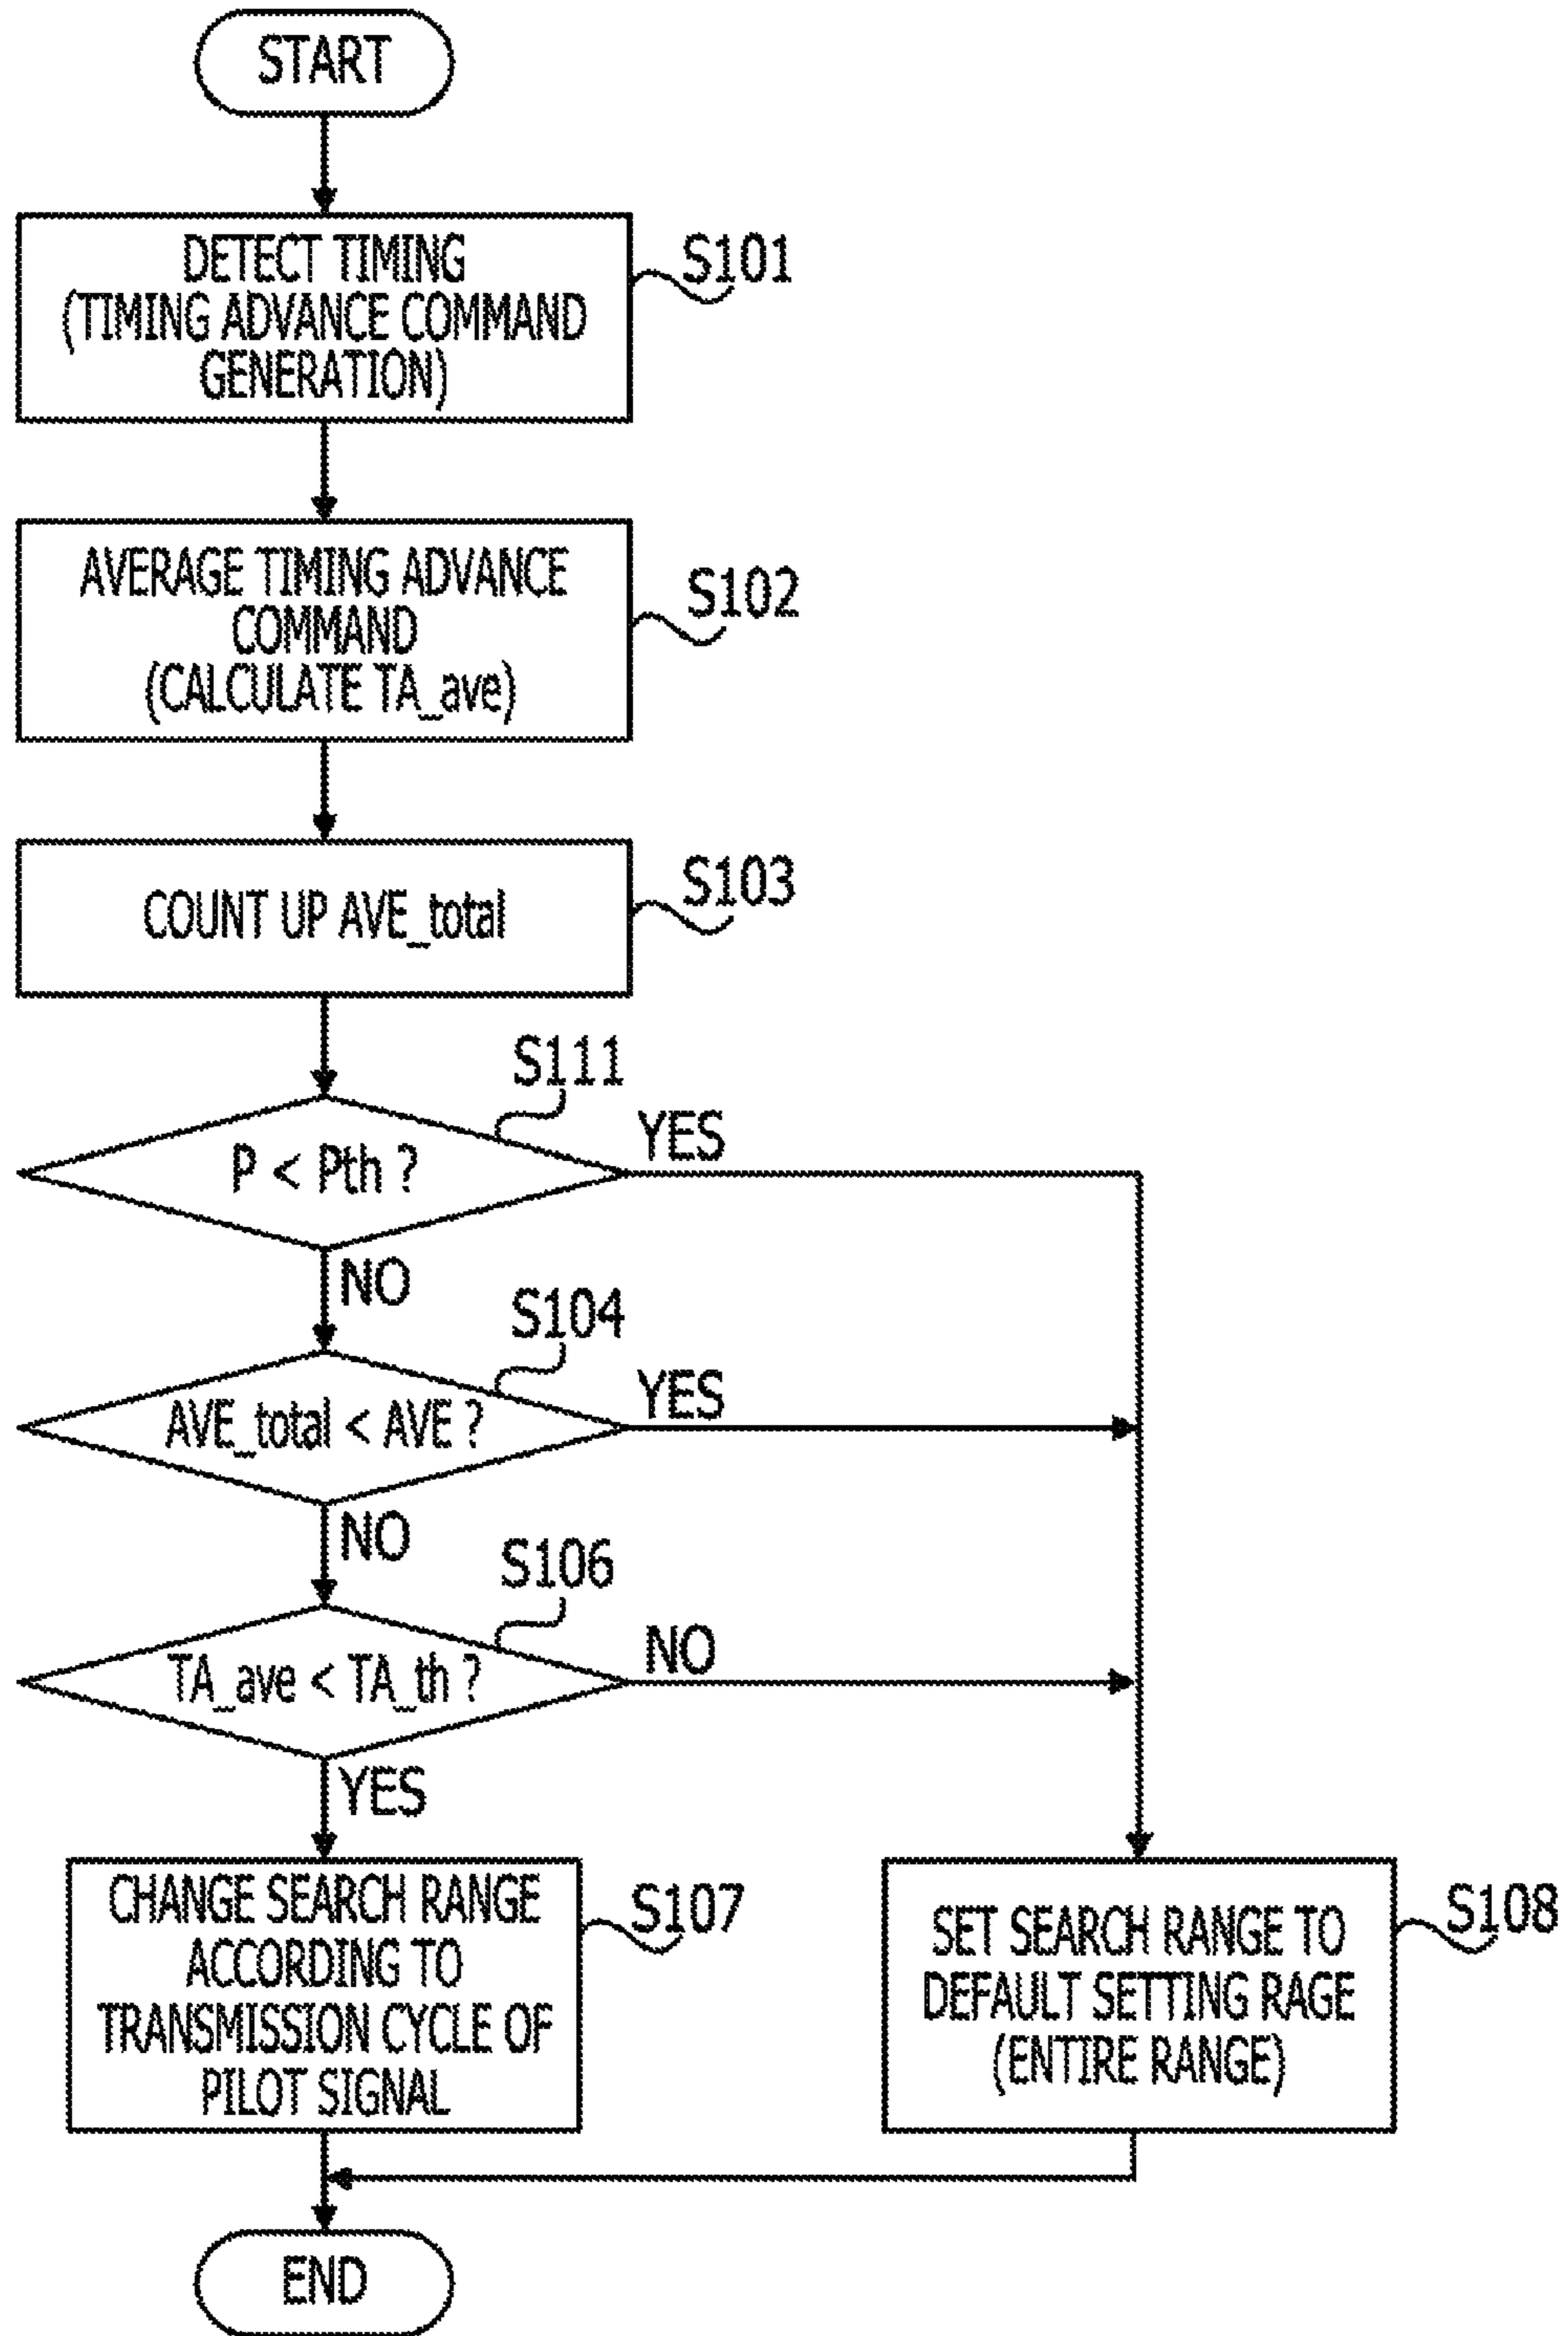 START
DETECT TIMING
(TIMING ADVANCE COMMAND
GENERATION)
S101
AVERAGE TIMING ADVANCE
COMMAND
(CALCULATE TA_ave)
S102
COUNT UP AVE_total
S103
S111
P < Pth ?
YES
NO
S104
AVE_total < AVE ?
YES
NO
S106
TA_ave < TA_th ?
NO
YES
CHANGE SEARCH RANGE
ACCORDING TO
TRANSMISSION CYCLE OF
PILOT SIGNAL
S107
SET SEARCH RANGE TO
DEFAULT SETTING RAGE
(ENTIRE RANGE)
S108
END